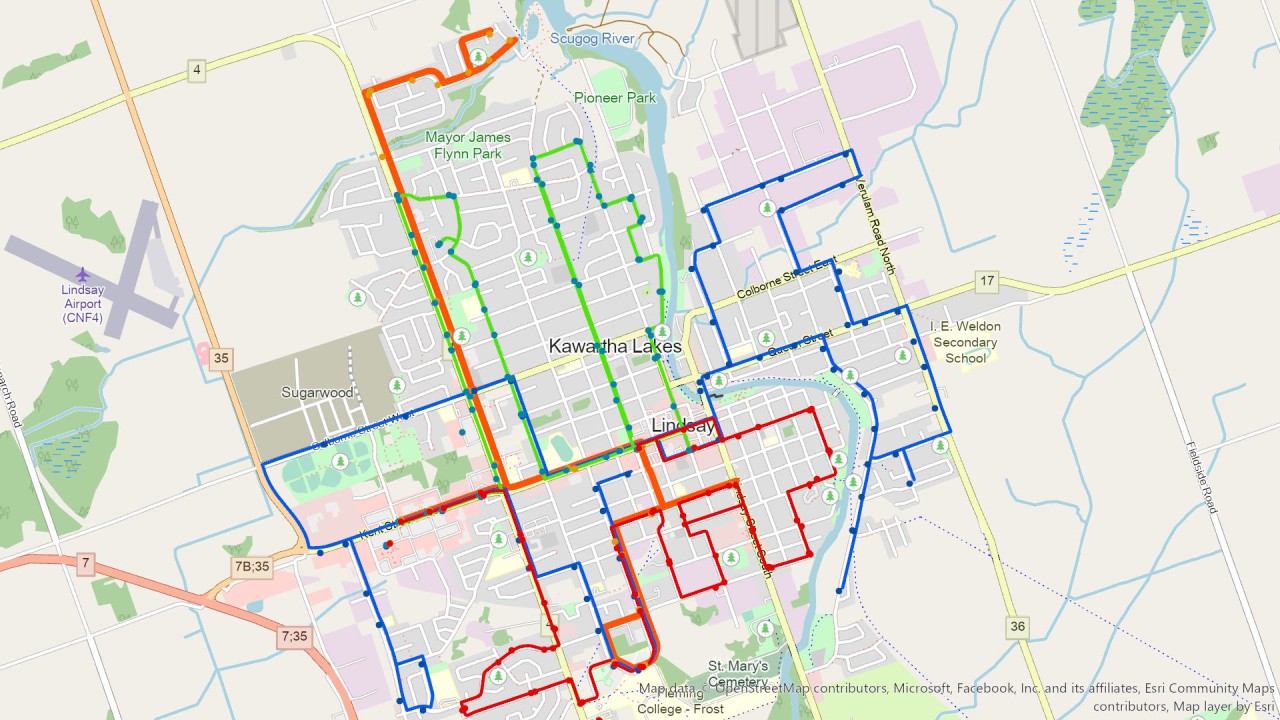 Scugog River
4
Pioneer Park
Mayor James
Flynn Park
Verulam Road North
Colborne Street East
17
Lindsay
Airport
(CNF4)
Queen Street
I. E. Weldon
Secondary
School
Kawartha Lakes
35
Sugarwood
Colborne Street West
Lindsay
Fieldside Road
Kent
7
7B;35
Lindsay Street South
7;35
4
36
St. Mary's
Cemetery
Fleming
College - Frost
Map data © OpenStreetMap contributors, Microsoft, Facebook, Inc. and its affiliates, Esri Community Maps
contributors, Map layer by Esri